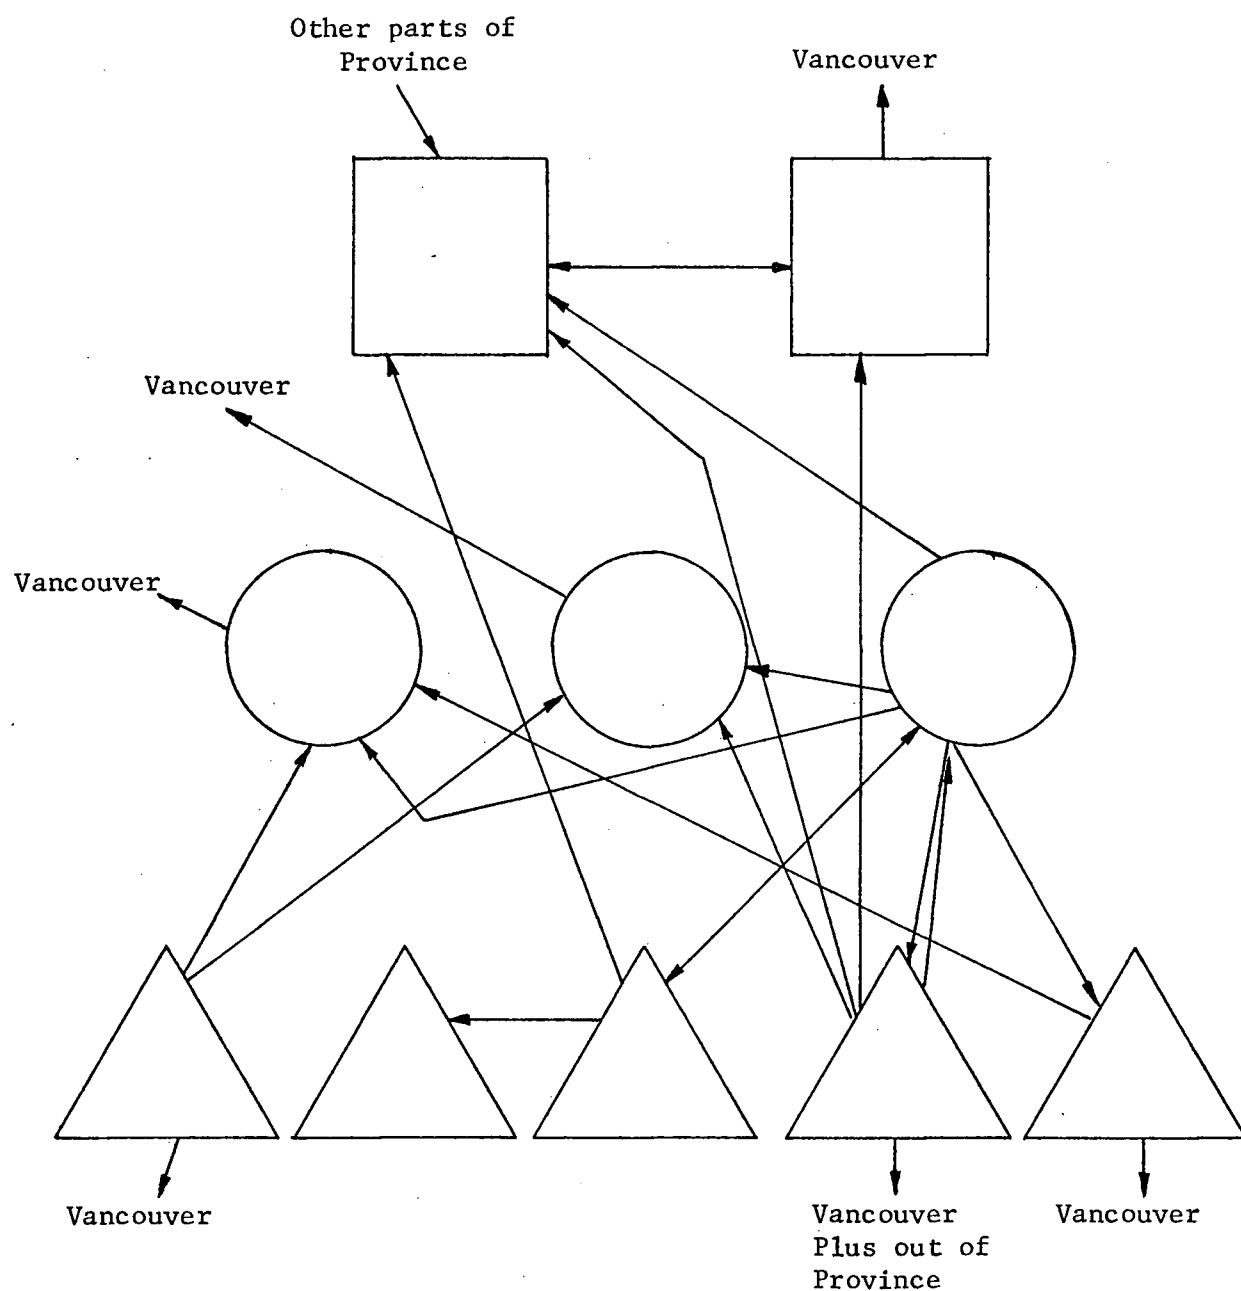 Other parts of
Province
Vancouver
Vancouver
Vancouver
Vancouver
Vancouver
Plus out of
Province
Vancouver